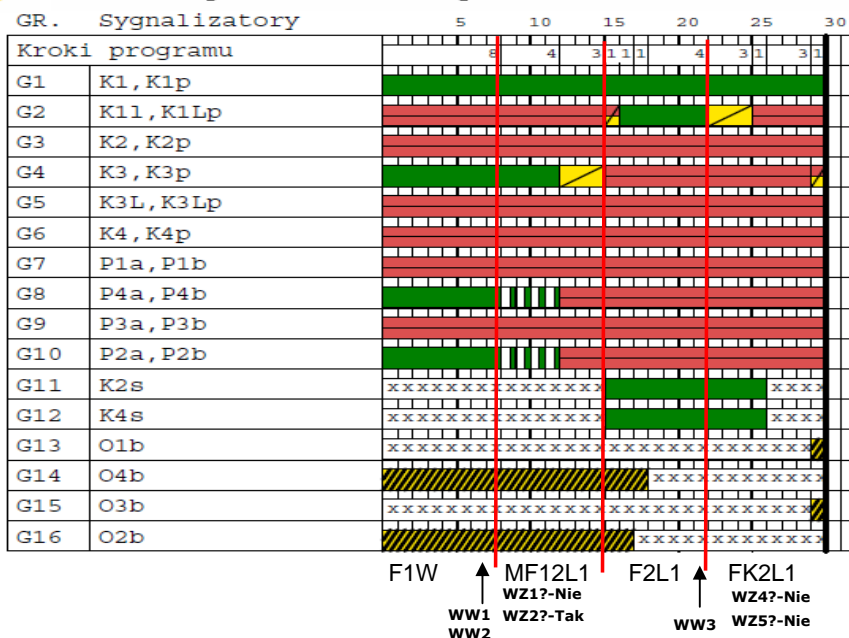 GR. Sygnalizatory 5 10 15 20 25 30
Kroki programu 8 4 3 1 1 1 4 3 1 3 1
G1 K1,K1p
G2 K1l,K1Lp
G3 K2,K2p
G4 K3,K3p
G5 K3L,K3Lp
G6 K4,K4p
G7 P1a,P1b
G8 P4a,P4b
G9 P3a,P3b
G10 P2a,P2b
G11 K2s x x x x x x x x x x x x x x x x x x x
G12 K4s x x x x x x x x x x x x x x x x x x x
G13 O1b x x x x x x x x x x x x x x x x x x x x x x x x x x x x x
G14 O4b x x x x x x x x x x x x
G15 O3b x x x x x x x x x x x x x x x x x x x x x x x x x x x x x
G16 O2b x x x x x x x x x x x x x
F1W MF12L1 F2L1 FK2L1
WZ1?-Nie WZ4?-Nie
WW1 WZ2?-Tak WW3 WZ5?-Nie
WW2